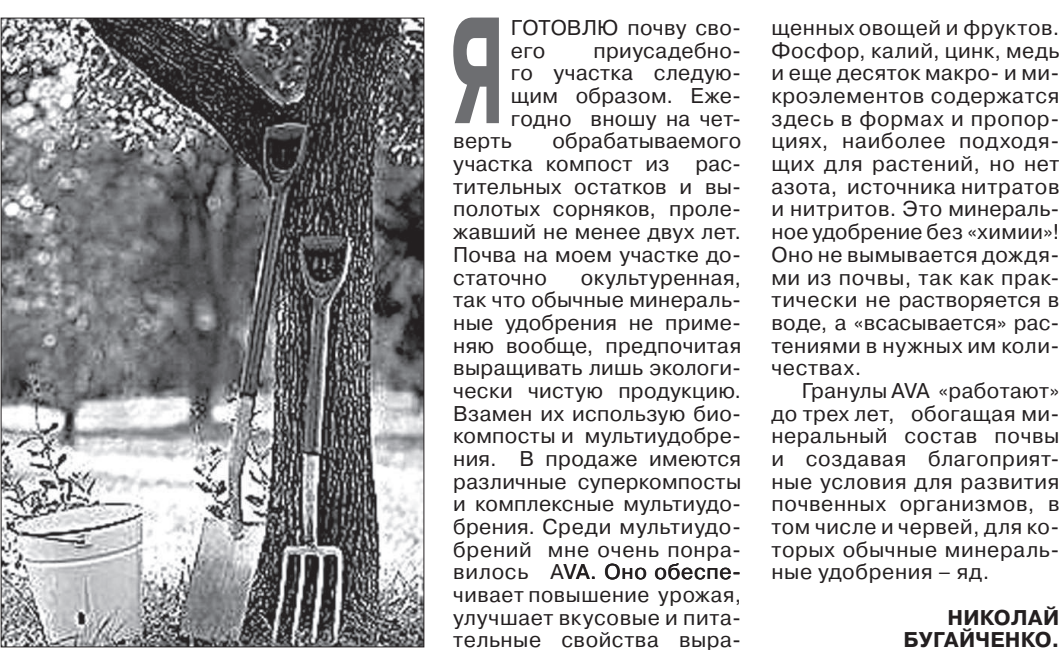 Я ГОТОВЛЮ почву сво-
его приусадебно-
го участка следую-
щим образом. Еже-
годно вношу на чет-
верть обрабатываемого
участка компост из рас-
тительных остатков и вы-
полотых сорняков, проле-
жавший не менее двух лет.
Почва на моем участке до-
статочно окультуренная,
так что обычные минераль-
ные удобрения не приме-
няю вообще, предпочитая
выращивать лишь экологи-
чески чистую продукцию.
Взамен их использую био-
компосты и мультиудобре-
ния. В продаже имеются
различные суперкомпосты
и комплексные мультиудо-
брения. Среди мультиудо-
брений мне очень понра-
вилось AVA. Оно обеспе-
чивает повышение урожая,
улучшает вкусовые и пита-
тельные свойства выра-
щенных овощей и фруктов.
Фосфор, калий, цинк, медь
и еще десяток макро- и ми-
кроэлементов содержатся
здесь в формах и пропор-
циях, наиболее подходя-
щих для растений, но нет
азота, источника нитратов
и нитритов. Это минераль-
ное удобрение без «химии»!
Оно не вымывается дождя-
ми из почвы, так как прак-
тически не растворяется в
воде, а «всасывается» рас-
тениями в нужных им коли-
чествах.
Гранулы AVA «работают»
до трех лет, обогащая ми-
неральный состав почвы
и создавая благоприят-
ные условия для развития
почвенных организмов, в
том числе и червей, для ко-
торых обычные минераль-
ные удобрения – яд.
НИКОЛАЙ
БУГАЙЧЕНКО.